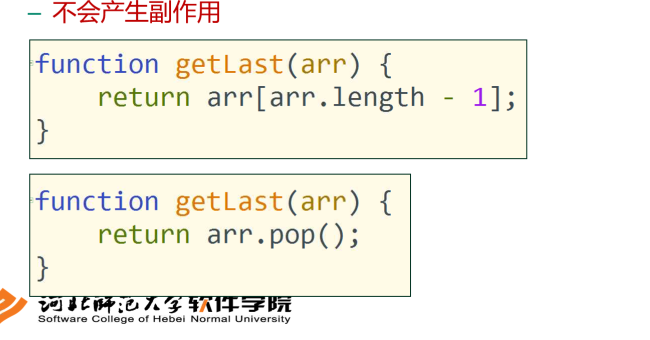 – 不会产生副作用
function getLast(arr) {
    return arr[arr.length - 1];
}
function getLast(arr) {
    return arr.pop();
}
河北师范大学软件学院
Software College of Hebei Normal University